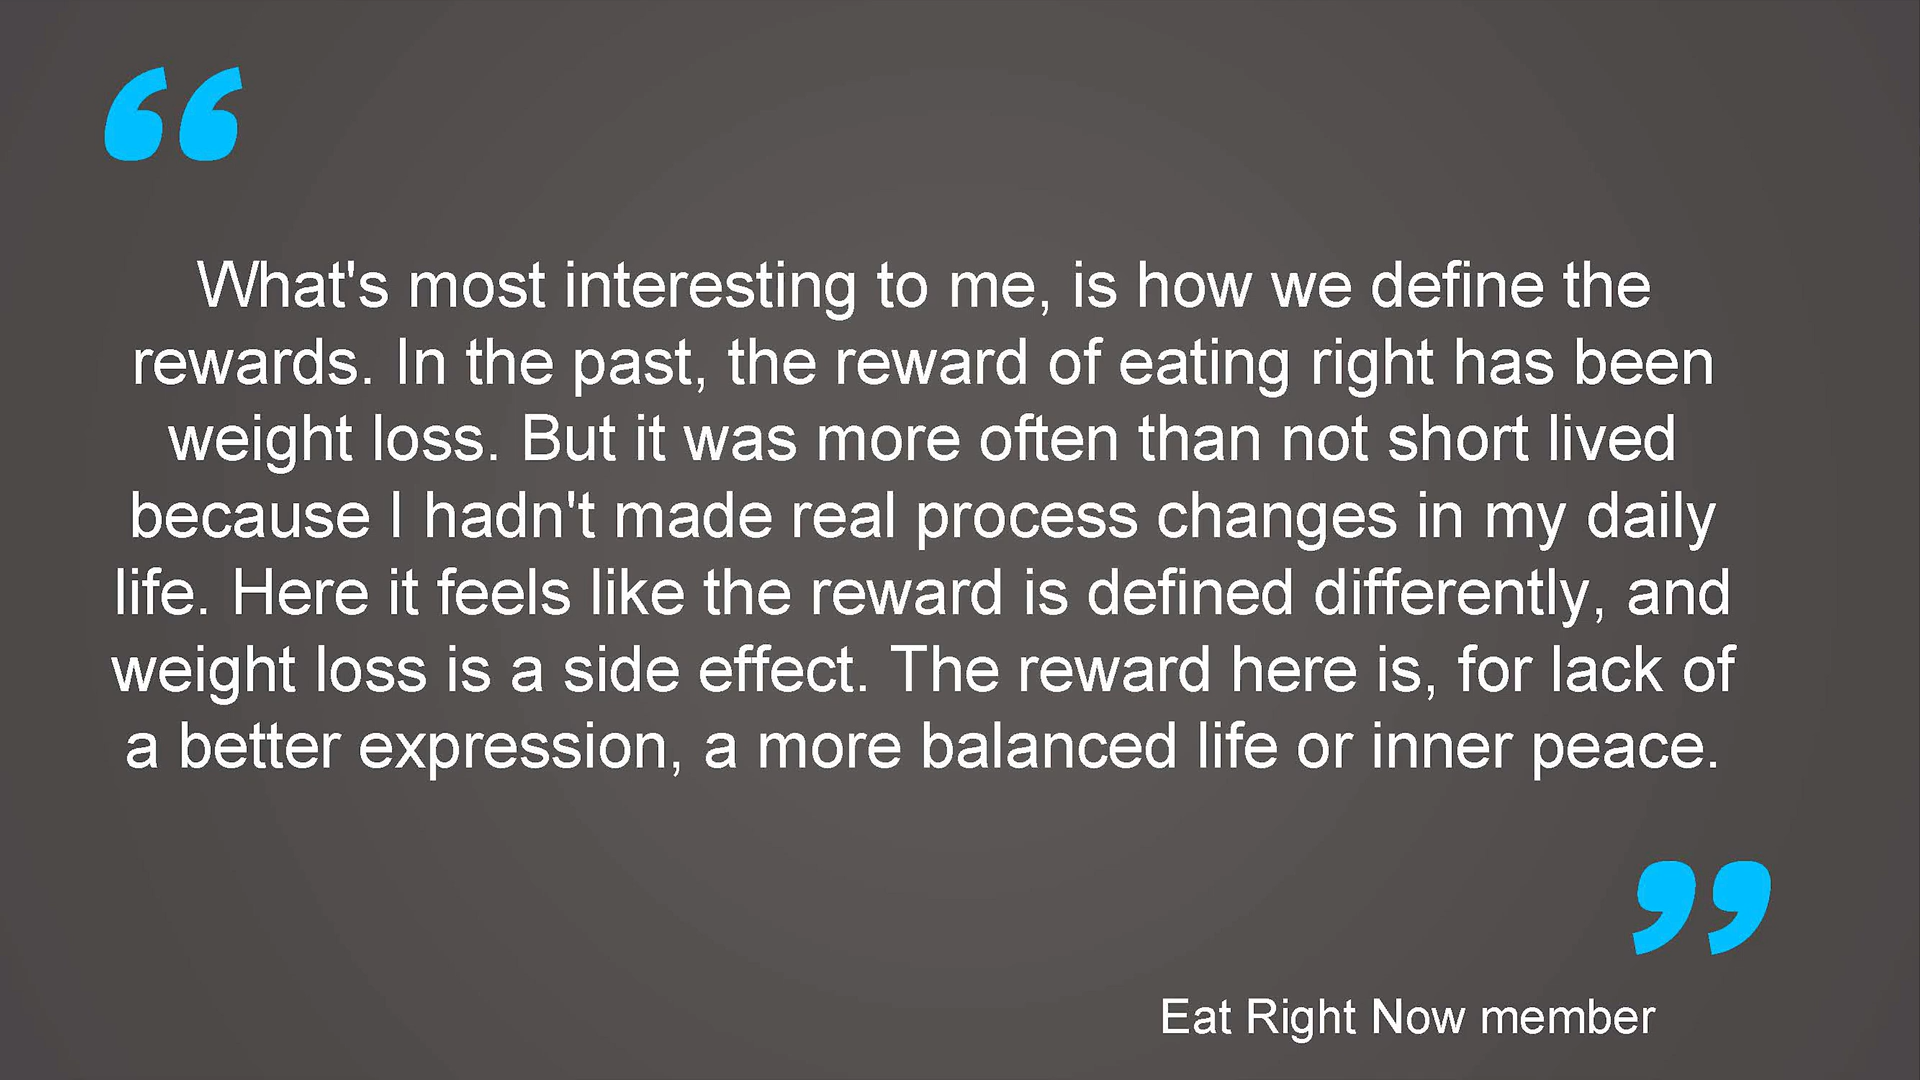 “
What's most interesting to me, is how we define the
rewards. In the past, the reward of eating right has been
weight loss. But it was more often than not short lived
because I hadn't made real process changes in my daily
life. Here it feels like the reward is defined differently, and
weight loss is a side effect. The reward here is, for lack of
a better expression, a more balanced life or inner peace.
”
Eat Right Now member